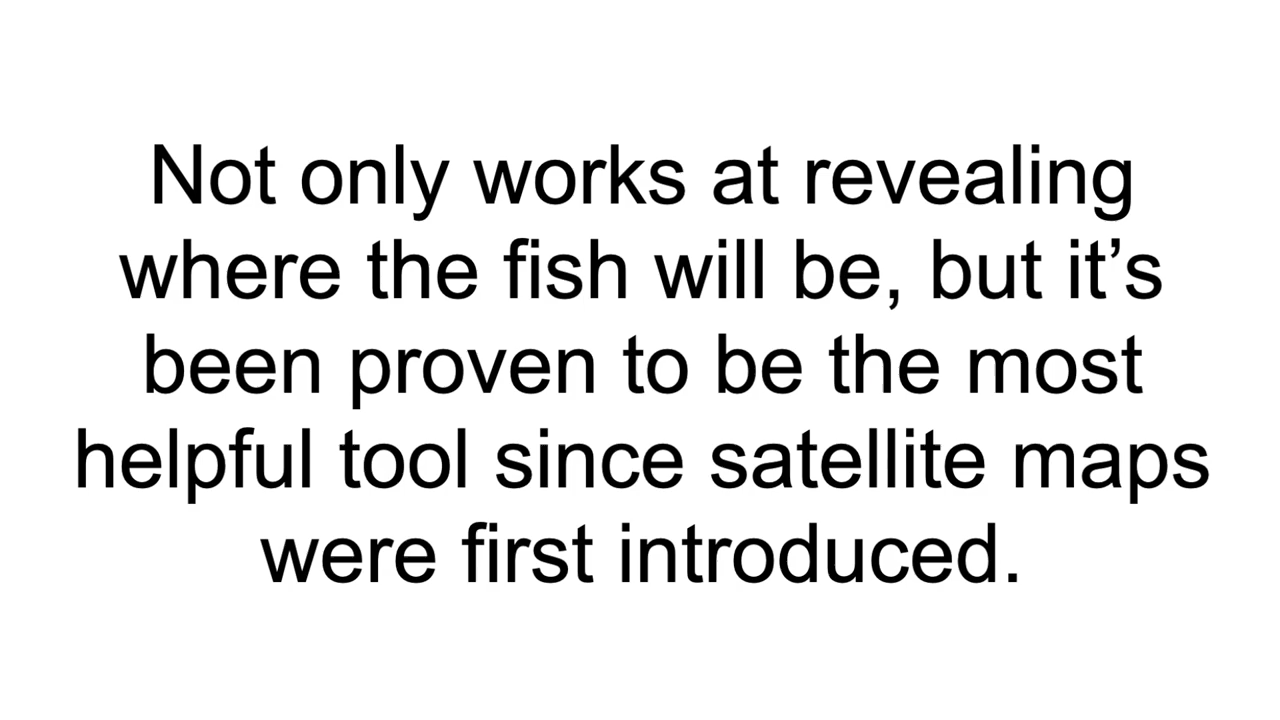 Not only works at revealing
where the fish will be, but it’s
been proven to be the most
helpful tool since satellite maps
were first introduced.